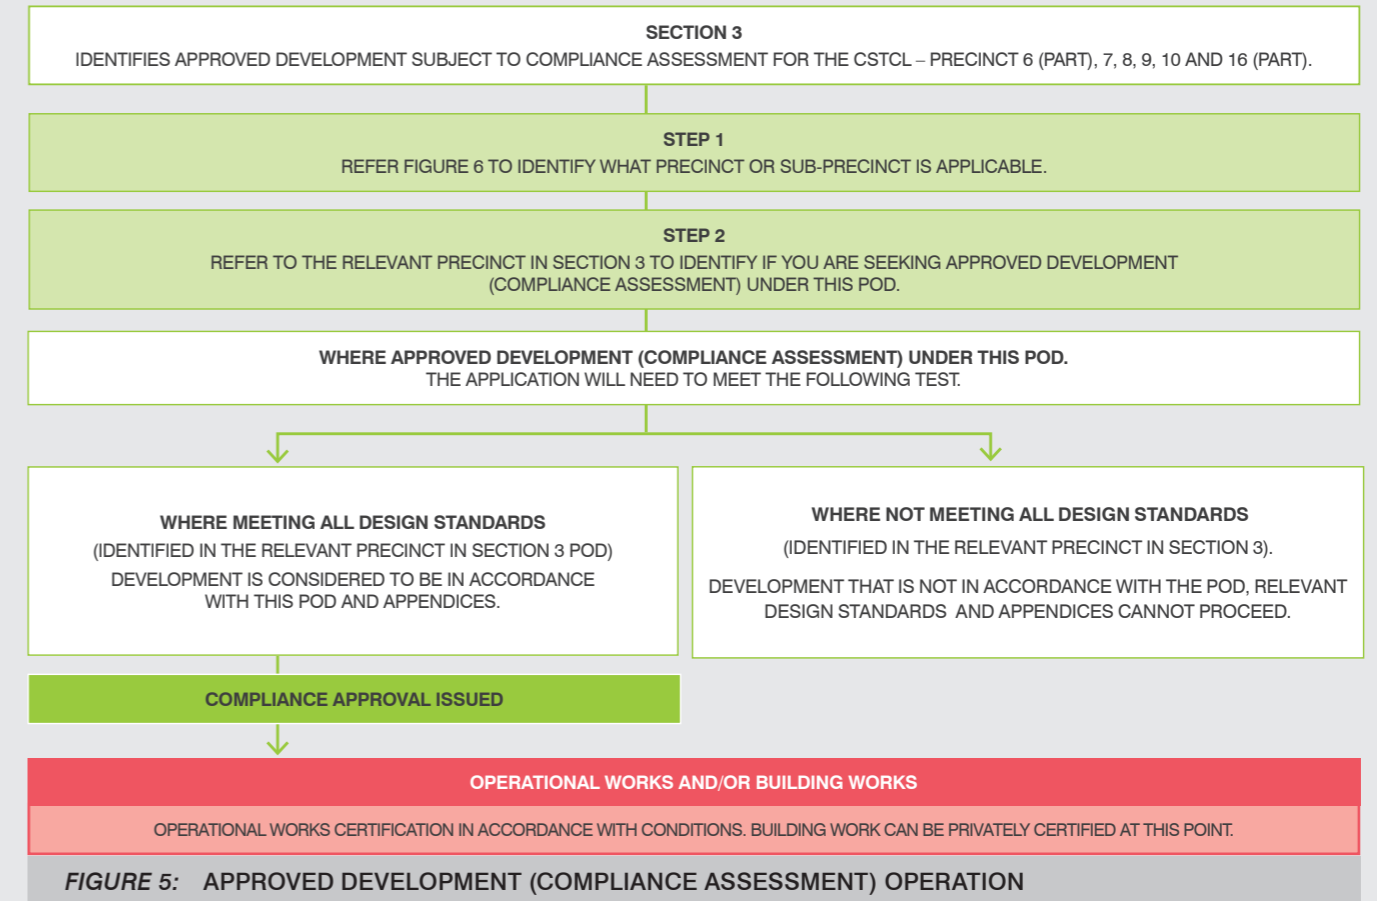 SECTION 3
IDENTIFIES APPROVED DEVELOPMENT SUBJECT TO COMPLIANCE ASSESSMENT FOR THE CSTCL – PRECINCT 6 (PART), 7, 8, 9, 10 AND 16 (PART).
STEP 1
REFER FIGURE 6 TO IDENTIFY WHAT PRECINCT OR SUB-PRECINCT IS APPLICABLE.
STEP 2
REFER TO THE RELEVANT PRECINCT IN SECTION 3 TO IDENTIFY IF YOU ARE SEEKING APPROVED DEVELOPMENT
(COMPLIANCE ASSESSMENT) UNDER THIS POD.
WHERE APPROVED DEVELOPMENT (COMPLIANCE ASSESSMENT) UNDER THIS POD.
THE APPLICATION WILL NEED TO MEET THE FOLLOWING TEST.
WHERE MEETING ALL DESIGN STANDARDS
(IDENTIFIED IN THE RELEVANT PRECINCT IN SECTION 3 POD)
DEVELOPMENT IS CONSIDERED TO BE IN ACCORDANCE
WITH THIS POD AND APPENDICES.
WHERE NOT MEETING ALL DESIGN STANDARDS
(IDENTIFIED IN THE RELEVANT PRECINCT IN SECTION 3).
DEVELOPMENT THAT IS NOT IN ACCORDANCE WITH THE POD, RELEVANT
DESIGN STANDARDS AND APPENDICES CANNOT PROCEED.
COMPLIANCE APPROVAL ISSUED
OPERATIONAL WORKS AND/OR BUILDING WORKS
OPERATIONAL WORKS CERTIFICATION IN ACCORDANCE WITH CONDITIONS. BUILDING WORK CAN BE PRIVATELY CERTIFIED AT THIS POINT.
FIGURE 5: APPROVED DEVELOPMENT (COMPLIANCE ASSESSMENT) OPERATION